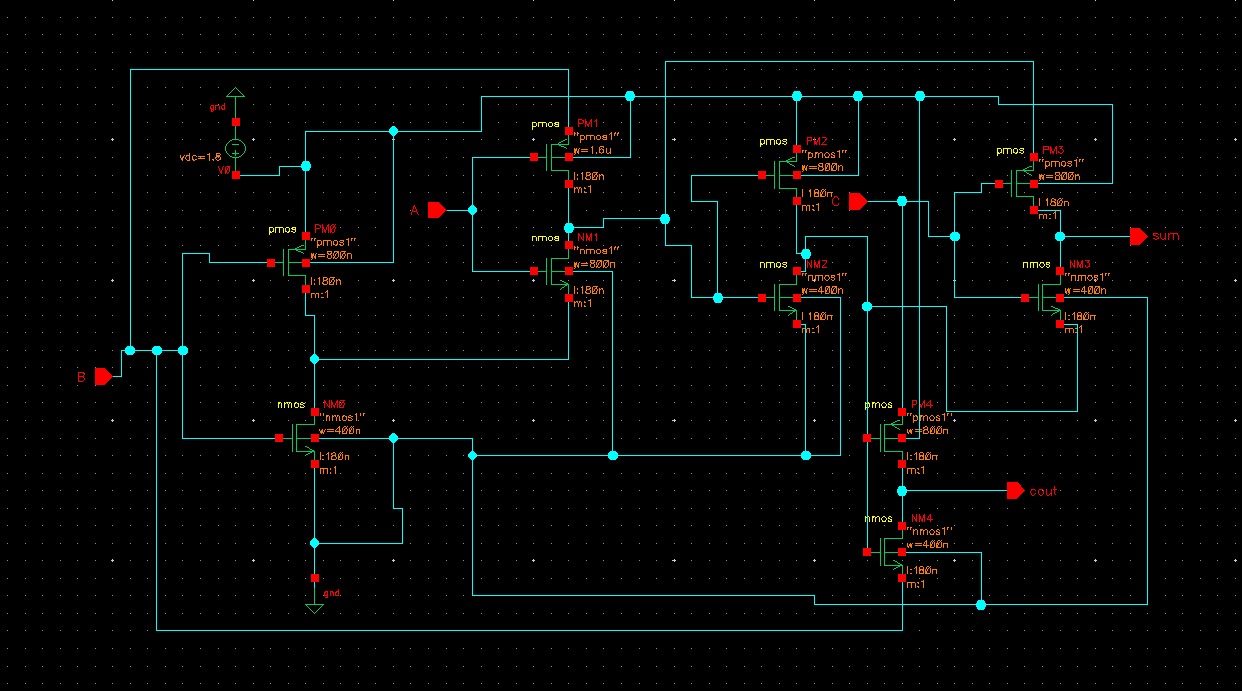 gnd
vdc=1.8
V0
pmos
PM0
"pmos1"
w=800n
l:180n
m:1
B
nmos
NM0
"nmos1"
w=400n
l:180n
m:1
gnd
A
pmos
PM1
"pmos1"
w=1.6u
l:180n
m:1
nmos
NM1
"nmos1"
w=800n
l:180n
m:1
pmos
PM2
"pmos1"
w=800n
l:180n
m:1
nmos
NM2
"nmos1"
w=400n
l:180n
m:1
C
pmos
PM4
"pmos1"
w=800n
l:180n
m:1
cout
nmos
NM4
"nmos1"
w=400n
l:180n
m:1
pmos
PM3
"pmos1"
w=800n
l:180n
m:1
sum
nmos
NM3
"nmos1"
w=400n
l:180n
m:1